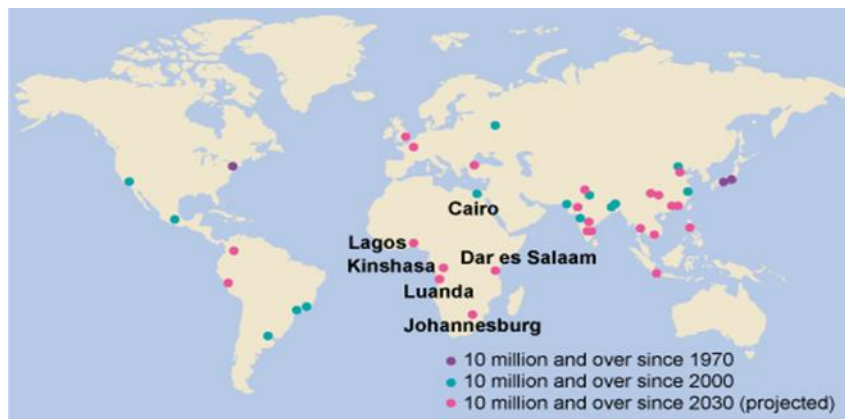 Cairo
Lagos
Kinshasa
Dar es Salaam
Luanda
Johannesburg
10 million and over since 1970
10 million and over since 2000
10 million and over since 2030 (projected)